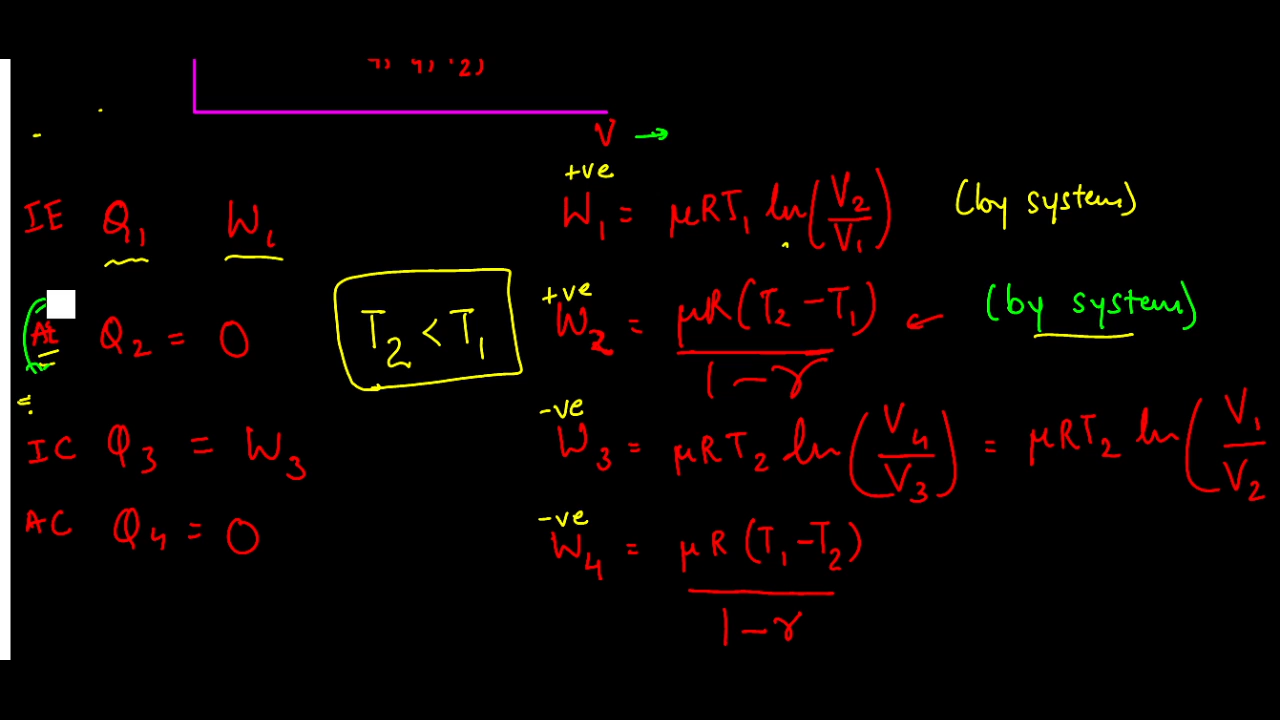 V →
+ve
IE Q₁ W₁ W₁ = μRT₁ ln(V₂/V₁) (by system)
+ve
AE Q₂ = 0 T₂ < T₁ W₂ = μR(T₂ - T₁)/(1 - γ) (by system)
-ve
IC Q₃ = W₃ W₃ = μRT₂ ln(V₄/V₃) = μRT₂ ln(V₁/V₂
-ve
AC Q₄ = 0 W₄ = μR(T₁ - T₂)/(1 - γ)